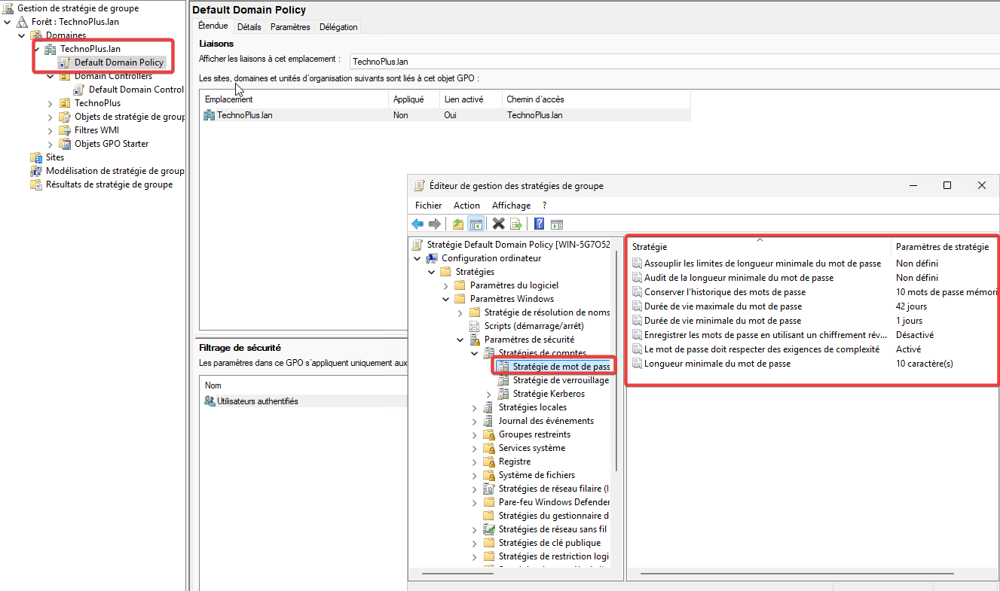 Gestion de stratégie de groupe
Forêt : TechnoPlus.lan
Domaines
TechnoPlus.lan
Default Domain Policy
Domain Controllers
Default Domain Control
TechnoPlus
Objets de stratégie de group
Filtres WMI
Objets GPO Starter
Sites
Modélisation de stratégie de group
Résultats de stratégie de groupe
Default Domain Policy
Étendue Détails Paramètres Délégation
Liaisons
Afficher les liaisons à cet emplacement : TechnoPlus.lan
Les sites, domaines et unités d'organisation suivants sont liés à cet objet GPO :
Emplacement Appliqué Lien activé Chemin d'accès
TechnoPlus.lan Non Oui TechnoPlus.lan
Filtrage de sécurité
Les paramètres dans ce GPO s'appliquent uniquement aux
Nom
Utilisateurs authentifiés
Éditeur de gestion des stratégies de groupe
Fichier Action Affichage ?
Stratégie Default Domain Policy [WIN-5G7O52
Configuration ordinateur
Stratégies
Paramètres du logiciel
Paramètres Windows
Stratégie de résolution de noms
Scripts (démarrage/arrêt)
Paramètres de sécurité
Stratégies de comptes
Stratégie de mot de pass
Stratégie de verrouillage
Stratégie Kerberos
Stratégies locales
Journal des événements
Groupes restreints
Services système
Registre
Système de fichiers
Stratégies de réseau filaire (I
Pare-feu Windows Defender
Stratégies du gestionnaire d
Stratégies de réseau sans fil
Stratégies de clé publique
Stratégies de restriction logi
Stratégie Paramètres de stratégie
Assouplir les limites de longueur minimale du mot de passe Non défini
Audit de la longueur minimale du mot de passe Non défini
Conserver l'historique des mots de passe 10 mots de passe mémori
Durée de vie maximale du mot de passe 42 jours
Durée de vie minimale du mot de passe 1 jours
Enregistrer les mots de passe en utilisant un chiffrement rév... Désactivé
Le mot de passe doit respecter des exigences de complexité Activé
Longueur minimale du mot de passe 10 caractère(s)